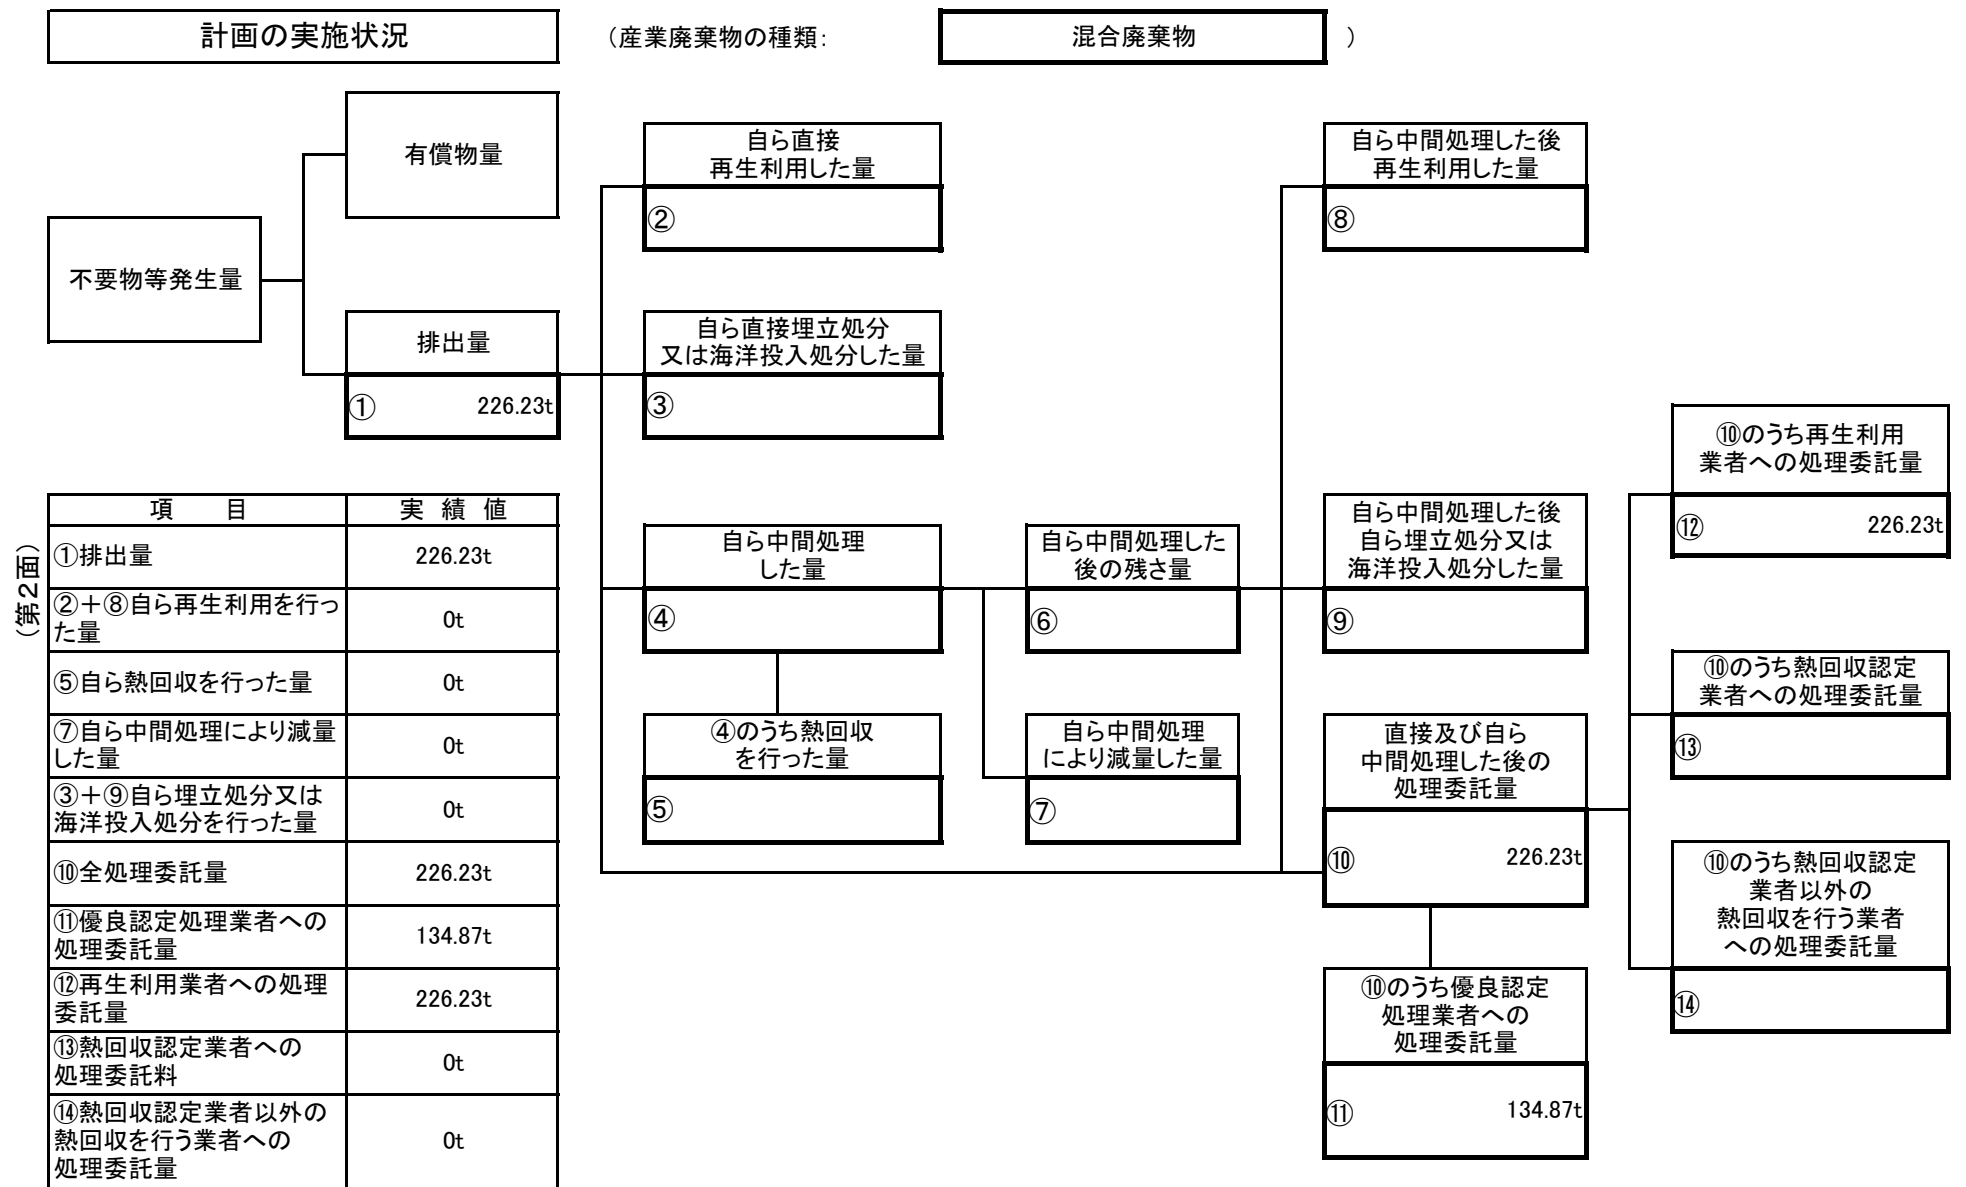 計画の実施状況
（産業廃棄物の種類：
混合廃棄物
）
有償物量
不要物等発生量
排出量
① 226.23t
自ら直接
再生利用した量
②
自ら直接埋立処分
又は海洋投入処分した量
③
自ら中間処理
した量
④
④のうち熱回収
を行った量
⑤
自ら中間処理した
後の残さ量
⑥
自ら中間処理
により減量した量
⑦
自ら中間処理した後
再生利用した量
⑧
自ら中間処理した後
自ら埋立処分又は
海洋投入処分した量
⑨
直接及び自ら
中間処理した後の
処理委託量
⑩ 226.23t
⑩のうち優良認定
処理業者への
処理委託量
⑪ 134.87t
⑩のうち再生利用
業者への処理委託量
⑫ 226.23t
⑩のうち熱回収認定
業者への処理委託量
⑬
⑩のうち熱回収認定
業者以外の
熱回収を行う業者
への処理委託量
⑭
（第２面）
項　　目 実 績 値
①排出量 226.23t
②＋⑧自ら再生利用を行っ
た量 0t
⑤自ら熱回収を行った量 0t
⑦自ら中間処理により減量
した量 0t
③＋⑨自ら埋立処分又は
海洋投入処分を行った量 0t
⑩全処理委託量 226.23t
⑪優良認定処理業者への
処理委託量 134.87t
⑫再生利用業者への処理
委託量 226.23t
⑬熱回収認定業者への
処理委託料 0t
⑭熱回収認定業者以外の
熱回収を行う業者への
処理委託量 0t